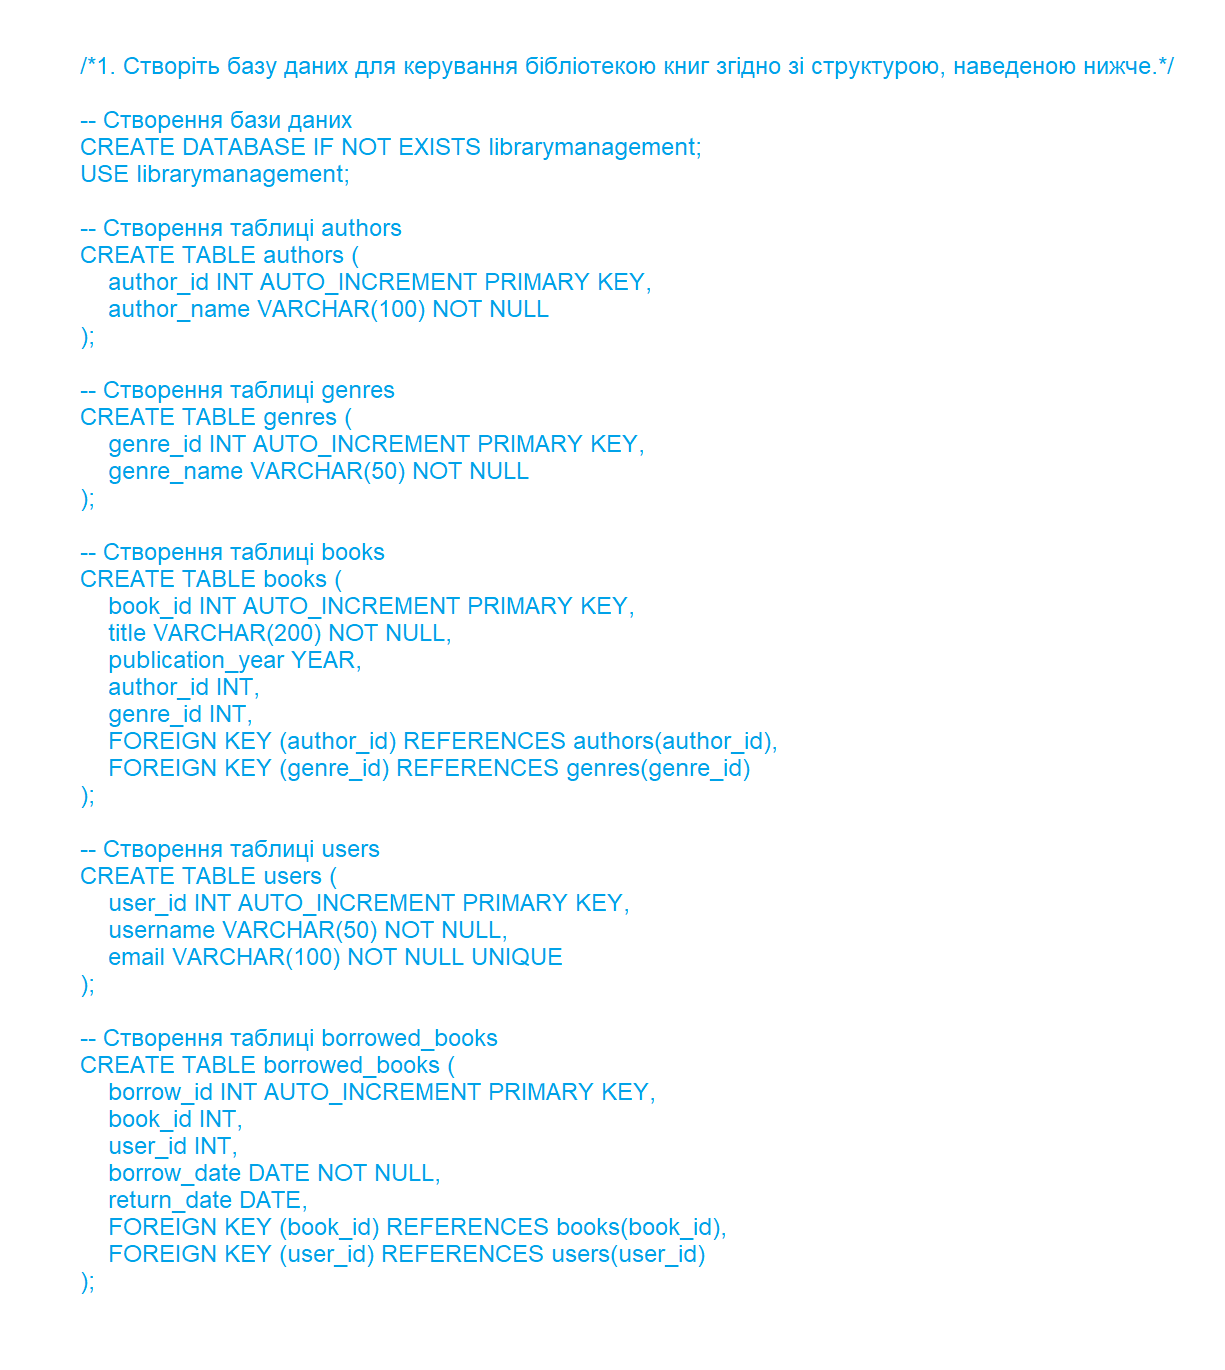 /*1. Створіть базу даних для керування бібліотекою книг згідно зі структурою, наведеною нижче.*/
-- Створення бази даних
CREATE DATABASE IF NOT EXISTS librarymanagement;
USE librarymanagement;
-- Створення таблиці authors
CREATE TABLE authors (
author_id INT AUTO_INCREMENT PRIMARY KEY,
author_name VARCHAR(100) NOT NULL
);
-- Створення таблиці genres
CREATE TABLE genres (
genre_id INT AUTO_INCREMENT PRIMARY KEY,
genre_name VARCHAR(50) NOT NULL
);
-- Створення таблиці books
CREATE TABLE books (
book_id INT AUTO_INCREMENT PRIMARY KEY,
title VARCHAR(200) NOT NULL,
publication_year YEAR,
author_id INT,
genre_id INT,
FOREIGN KEY (author_id) REFERENCES authors(author_id),
FOREIGN KEY (genre_id) REFERENCES genres(genre_id)
);
-- Створення таблиці users
CREATE TABLE users (
user_id INT AUTO_INCREMENT PRIMARY KEY,
username VARCHAR(50) NOT NULL,
email VARCHAR(100) NOT NULL UNIQUE
);
-- Створення таблиці borrowed_books
CREATE TABLE borrowed_books (
borrow_id INT AUTO_INCREMENT PRIMARY KEY,
book_id INT,
user_id INT,
borrow_date DATE NOT NULL,
return_date DATE,
FOREIGN KEY (book_id) REFERENCES books(book_id),
FOREIGN KEY (user_id) REFERENCES users(user_id)
);